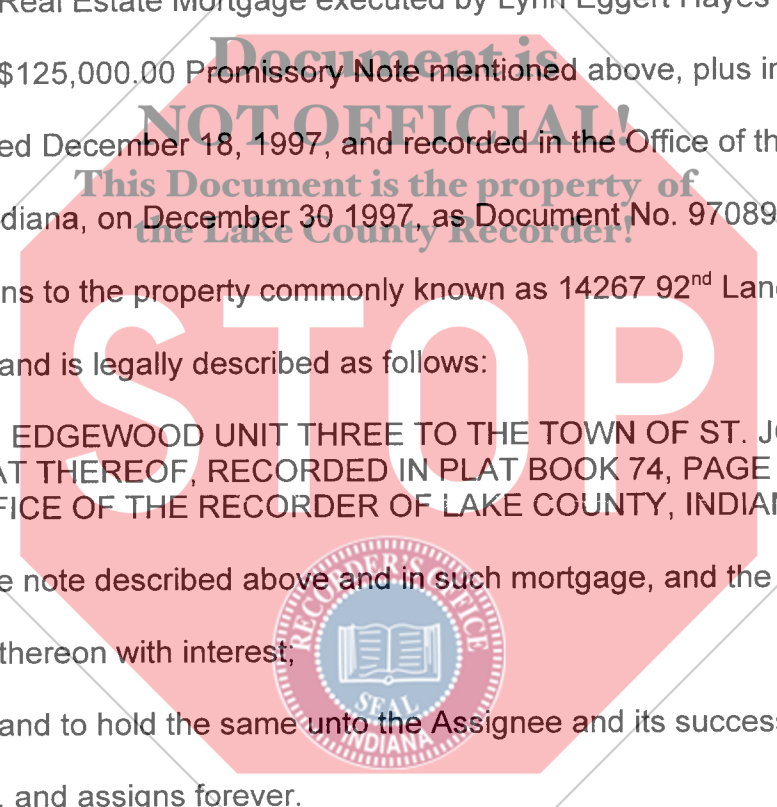 Real Estate Mortgage executed by Lynn Eggert Hayes
$125,000.00 Promissory Note mentioned above, plus in
ed December 18, 1997, and recorded in the Office of th
diana, on December 30 1997, as Document No. 97089
ns to the property commonly known as 14267 92nd Lan
and is legally described as follows:
EDGEWOOD UNIT THREE TO THE TOWN OF ST. JO
AT THEREOF, RECORDED IN PLAT BOOK 74, PAGE
FICE OF THE RECORDER OF LAKE COUNTY, INDIAN
e note described above and in such mortgage, and the
thereon with interest;
and to hold the same unto the Assignee and its success
, and assigns forever.
Document is
NOT OFFICIAL!
This Document is the property of
the Lake County Recorder!
STOP
RECORDER'S OFFICE
SEAL
INDIANA